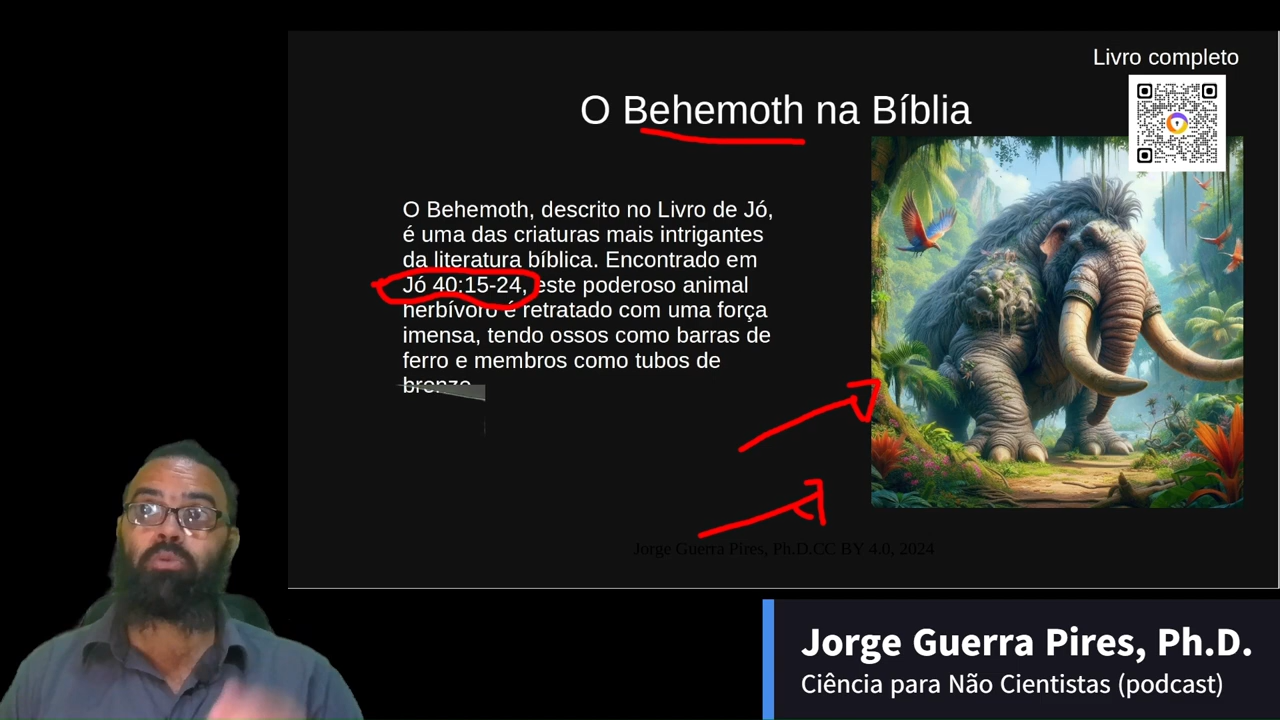 Livro completo
O Behemoth na Bíblia
O Behemoth, descrito no Livro de Jó,
é uma das criaturas mais intrigantes
da literatura bíblica. Encontrado em
Jó 40:15-24, este poderoso animal
herbívoro é retratado com uma força
imensa, tendo ossos como barras de
ferro e membros como tubos de
bronze.
Jorge Guerra Pires, Ph.D.CC BY 4.0, 2024
Jorge Guerra Pires, Ph.D.
Ciência para Não Cientistas (podcast)